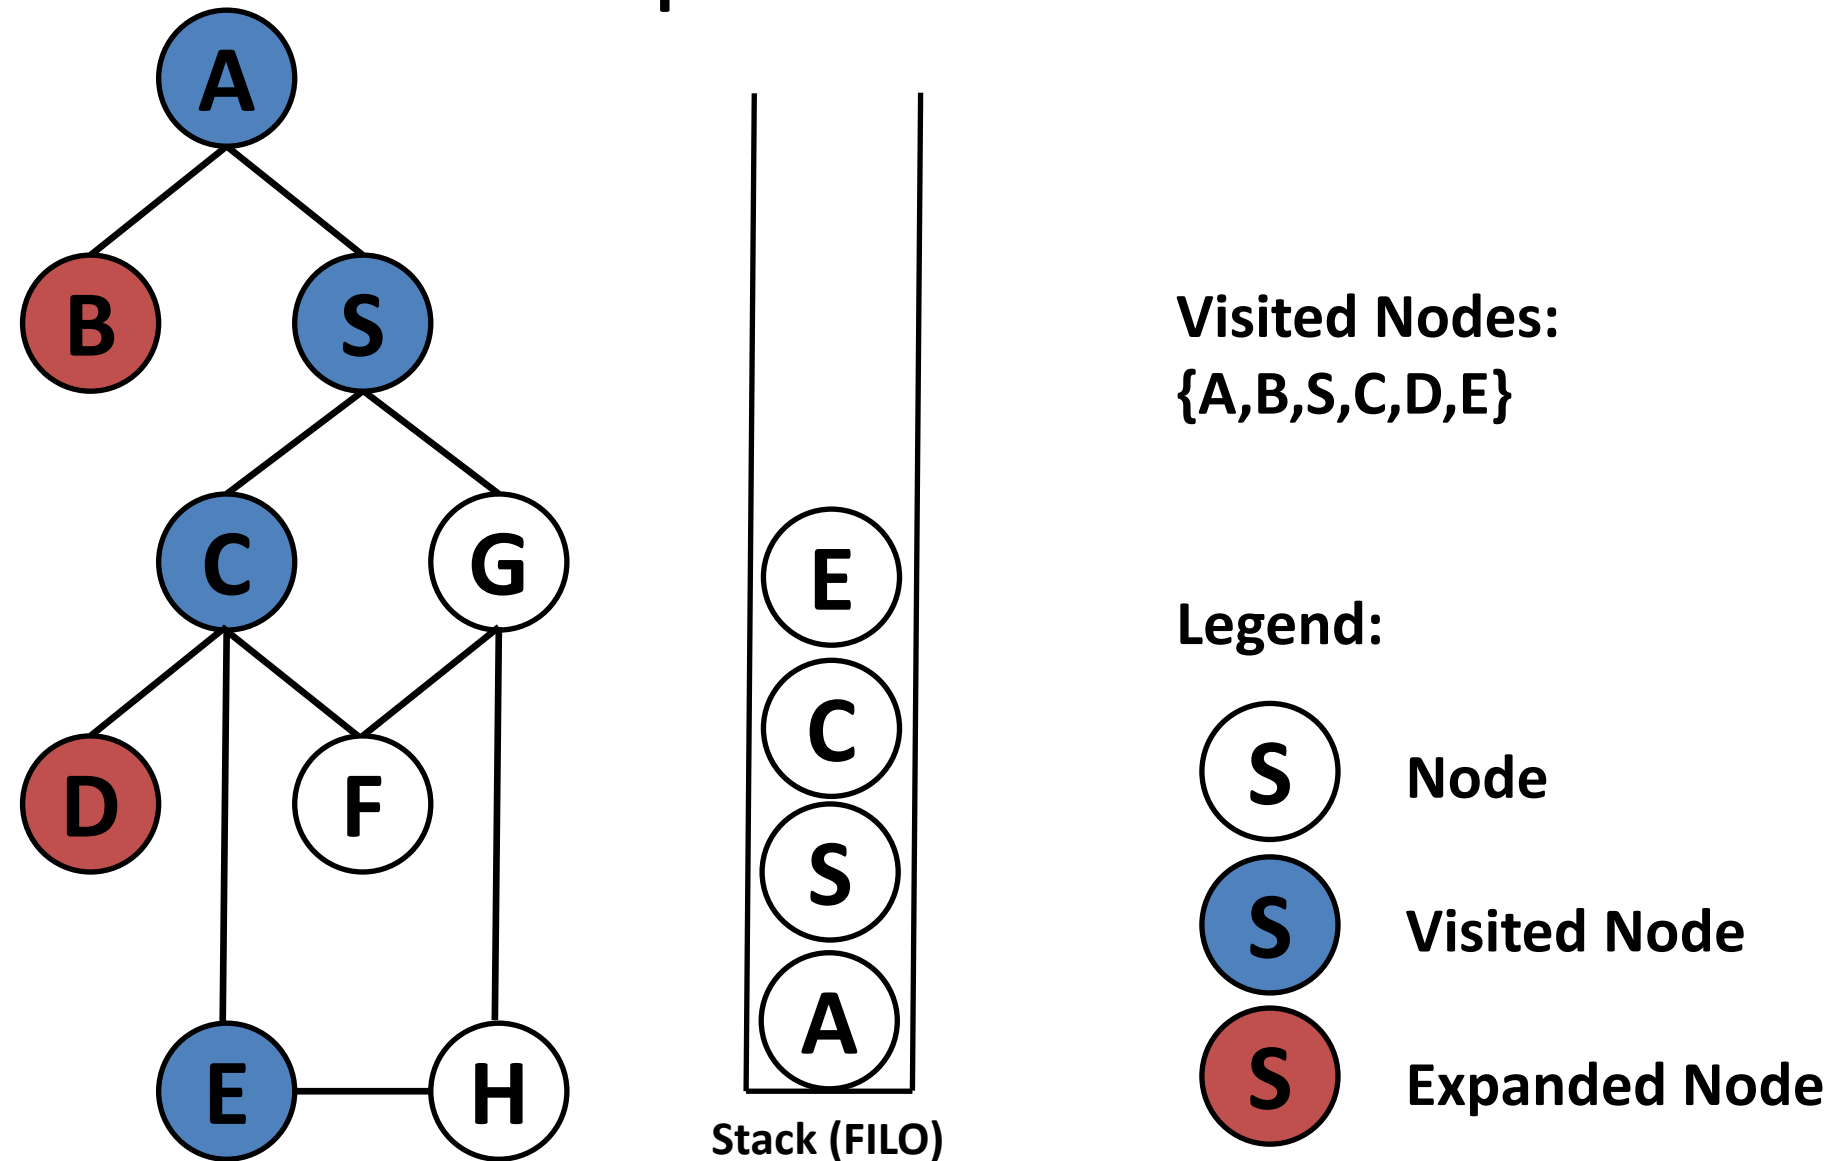 A
B
S
C
G
D
F
E
H
E
C
S
A
Stack (FILO)
Visited Nodes:
{A,B,S,C,D,E}
Legend:
S Node
S Visited Node
S Expanded Node